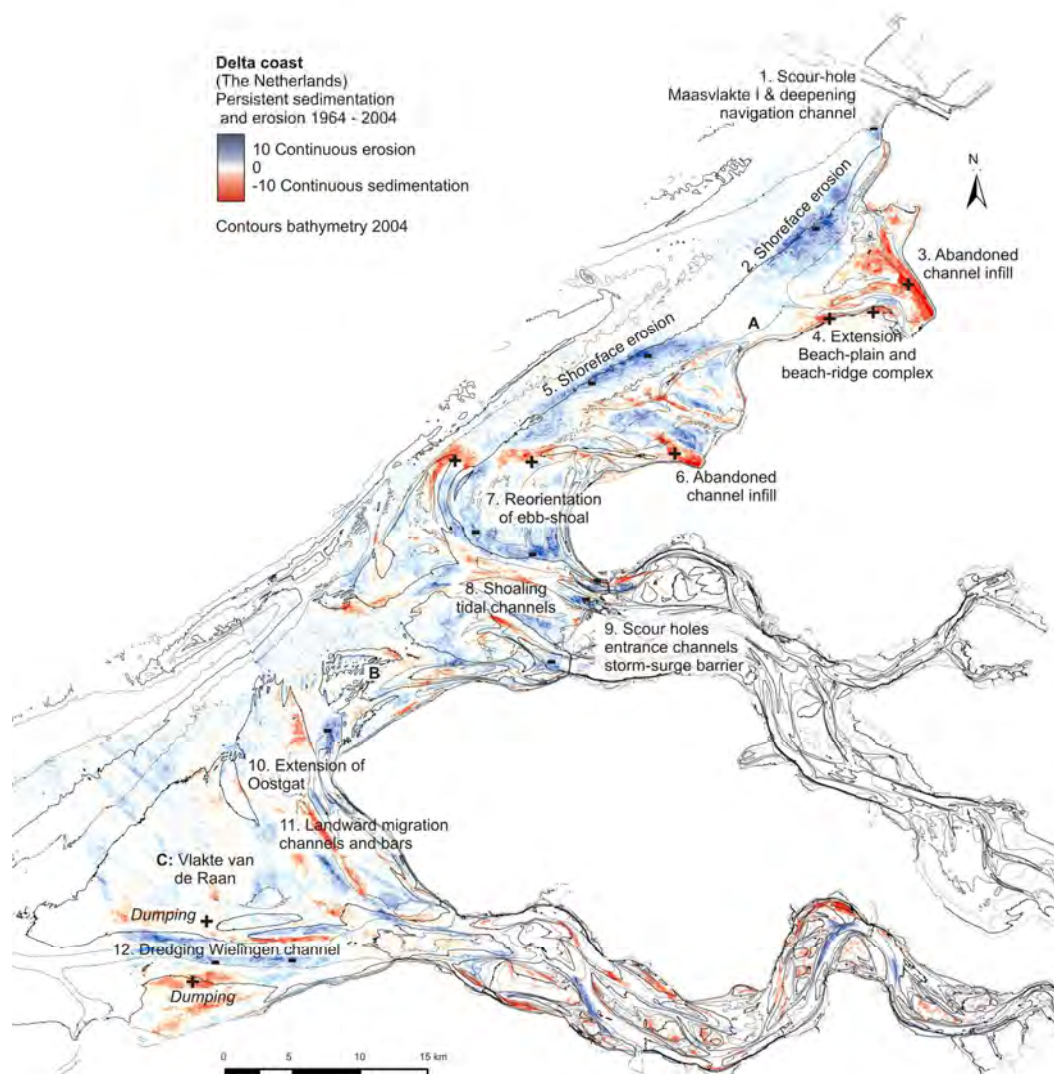 Delta coast
(The Netherlands)
Persistent sedimentation
and erosion 1964 - 2004
10 Continuous erosion
0
-10 Continuous sedimentation
Contours bathymetry 2004
1. Scour-hole
Maasvlakte I & deepening
navigation channel
N
2. Shoreface erosion
3. Abandoned
channel infill
A
4. Extension
Beach-plain and
beach-ridge complex
5. Shoreface erosion
6. Abandoned
channel infill
7. Reorientation
of ebb-shoal
8. Shoaling
tidal channels
9. Scour holes
entrance channels
storm-surge barrier
B
10. Extension of
Oostgat
11. Landward migration
channels and bars
C: Vlakte van
de Raan
Dumping
12. Dredging Wielingen channel
Dumping
0 5 10 15 km